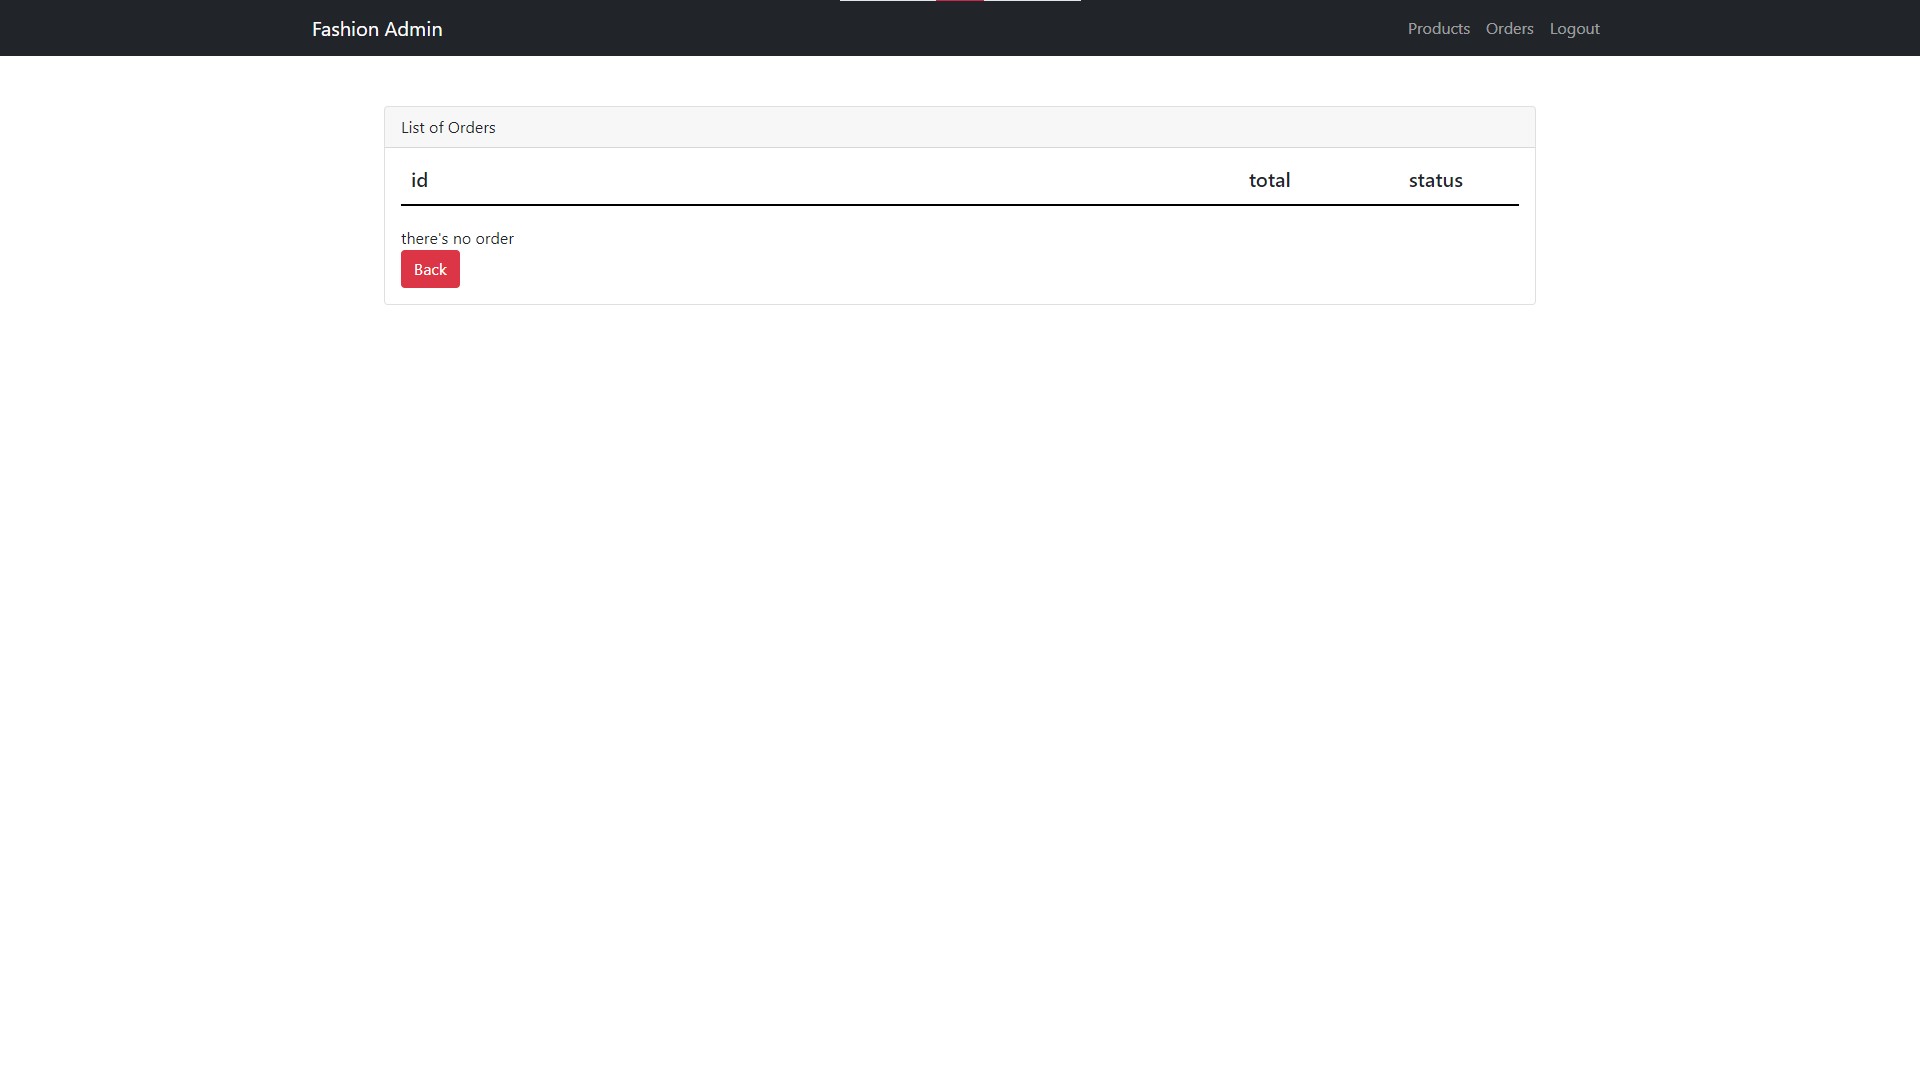 Fashion Admin
Products Orders Logout
List of Orders
id total status
there's no order
Back